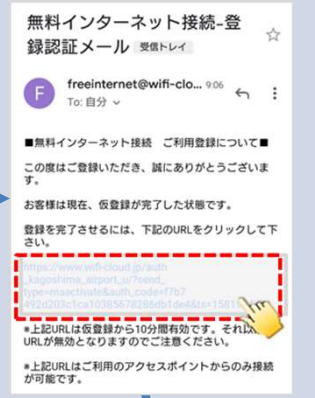 無料インターネット接続-登
録認証メール 受信トレイ
F
freeinternet@wifi-clo... 9:06
To: 自分
■無料インターネット接続　ご利用登録について■
この度はご登録いただき、誠にありがとうございま
す。
お客様は現在、仮登録が完了した状態です。
登録を完了させるには、下記のURLをクリックして下
さい。
https://www.wifi-cloud.jp/auth
_kagoshima_airport_u/?cend_
type=maactivate&auth_code=f7b7
492d203c1ca10385678286db1de4&ts=1581
※上記URLは仮登録から10分間有効です。それ以
URLが無効となりますのでご注意ください。
※上記URLはご利用のアクセスポイントからのみ接続
が可能です。